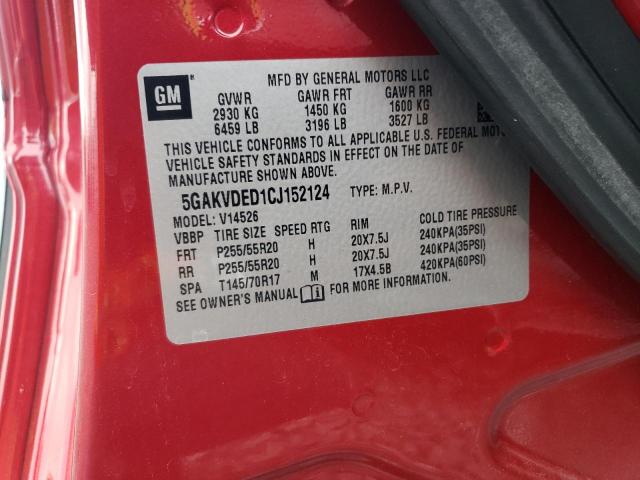 GM
MFD BY GENERAL MOTORS LLC
GVWR GAWR FRT GAWR RR
2930 KG 1450 KG 1600 KG
6459 LB 3196 LB 3527 LB
THIS VEHICLE CONFORMS TO ALL APPLICABLE U.S. FEDERAL MOTOR
VEHICLE SAFETY STANDARDS IN EFFECT ON THE DATE OF
MANUFACTURE SHOWN ABOVE.
5GAKVDED1CJ152124 TYPE: M.P.V.
MODEL: V14526
VBBP TIRE SIZE SPEED RTG RIM COLD TIRE PRESSURE
FRT P255/55R20 H 20X7.5J 240KPA(35PSI)
RR P255/55R20 H 20X7.5J 240KPA(35PSI)
SPA T145/70R17 M 17X4.5B 420KPA(60PSI)
SEE OWNER'S MANUAL FOR MORE INFORMATION.